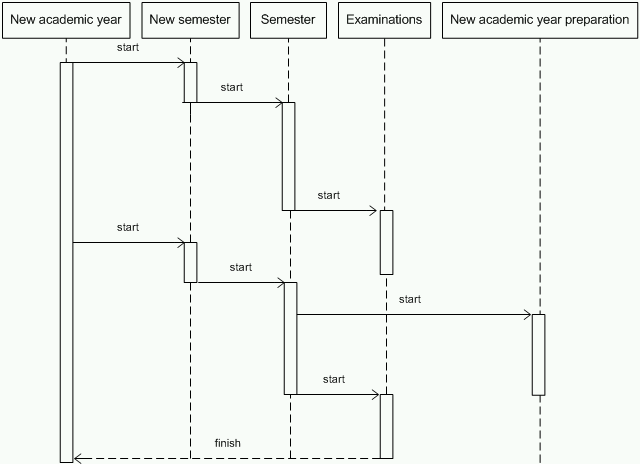 New academic year
New semester
Semester
Examinations
New academic year preparation
start
start
start
start
start
start
start
finish